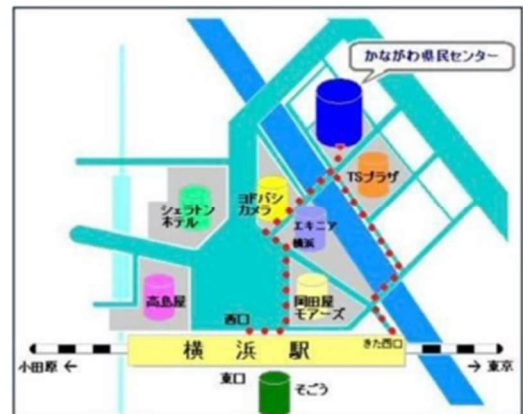 かながわ県民センター
TSプラザ
ヨドバシ
カメラ
シェラトン
ホテル
エキニア
横浜
高島屋
岡田屋
モアーズ
西口
きた西口
横浜駅
小田原 ←
→ 東京
東口
そごう